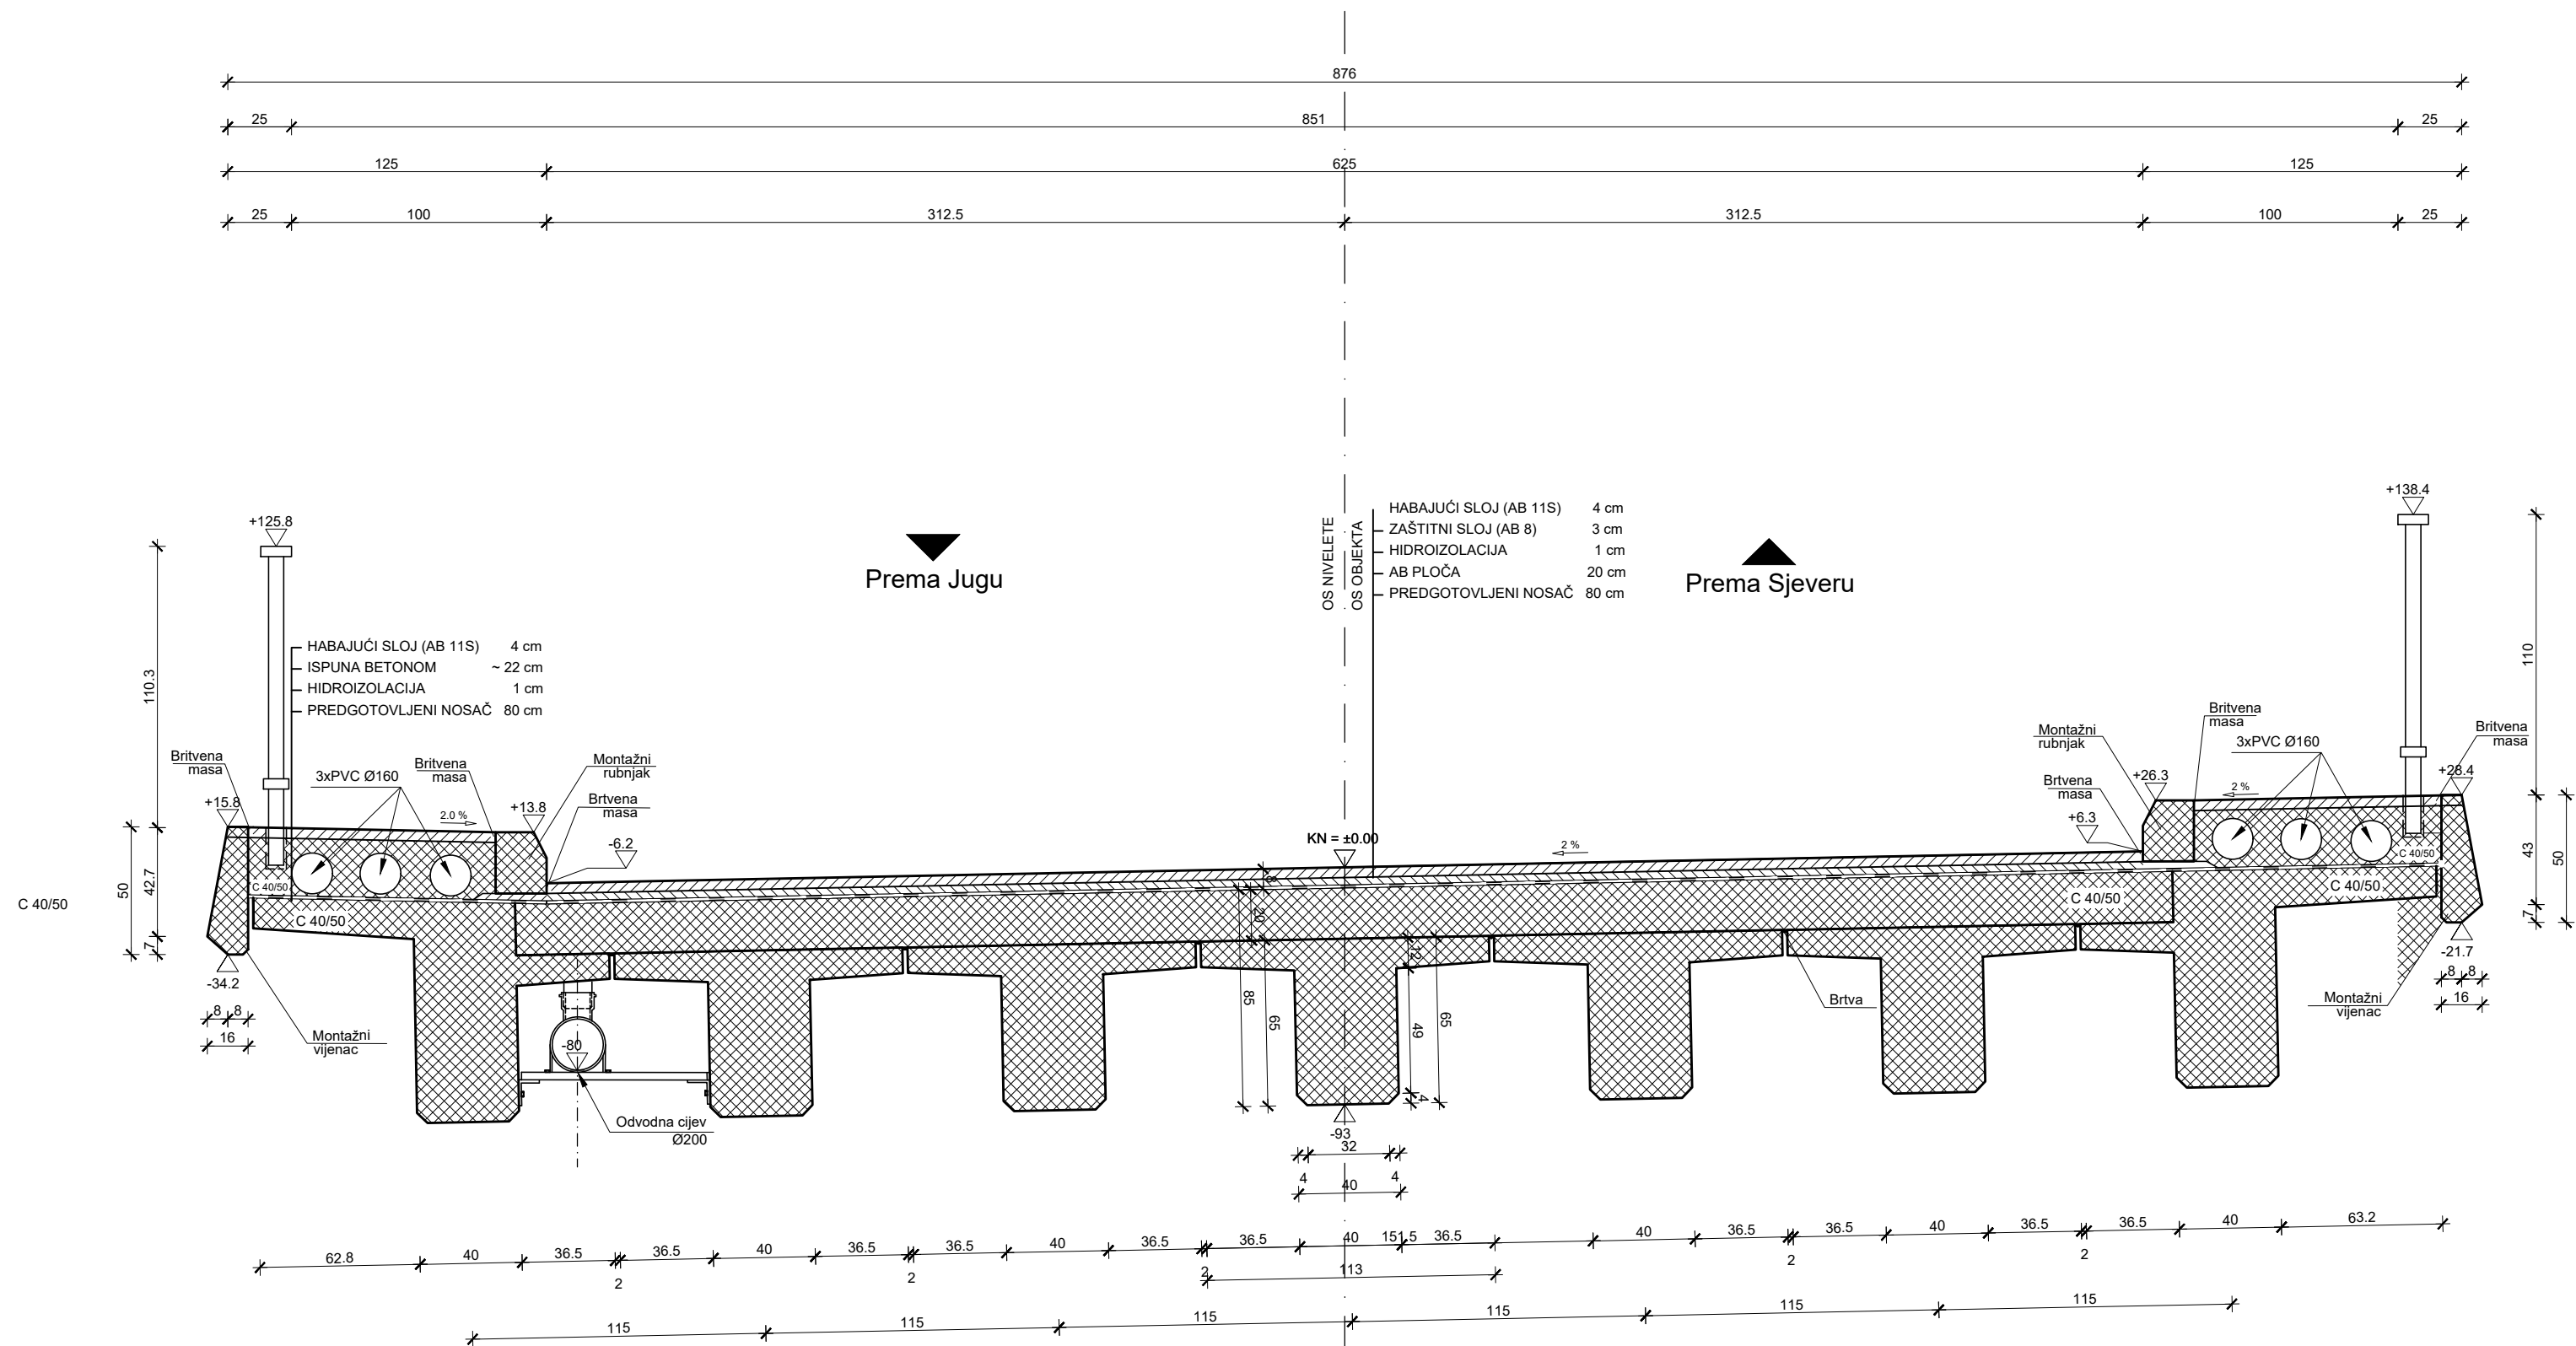 876
25 851 25
125 625 125
25 100 312.5 312.5 100 25
+125.8
+138.4
OS NIVELETE
OS OBJEKTA
HABAJUĆI SLOJ (AB 11S) 4 cm
ZAŠTITNI SLOJ (AB 8) 3 cm
HIDROIZOLACIJA 1 cm
AB PLOČA 20 cm
PREDGOTOVLJENI NOSAČ 80 cm
Prema Jugu
Prema Sjeveru
HABAJUĆI SLOJ (AB 11S) 4 cm
ISPUNA BETONOM ~ 22 cm
HIDROIZOLACIJA 1 cm
PREDGOTOVLJENI NOSAČ 80 cm
110.3
110
Britvena
masa
3xPVC Ø160
Britvena
masa
Montažni
rubnjak
Brtvena
masa
+15.8
2.0 %
+13.8
-6.2
KN = ±0.00
2 %
Montažni
rubnjak
Britvena
masa
3xPVC Ø160
Britvena
masa
Brtvena
masa
+26.3
2 %
+28.4
+6.3
C 40/50
50
42.7
7
C 40/50
C 40/50
8
20
12
85
65
49
65
4
C 40/50
C 40/50
C 40/50
43
7
50
-34.2
8 8
16
Montažni
vijenac
-80
Odvodna cijev
Ø200
Brtva
-21.7
8 8
16
Montažni
vijenac
-93
32
4 4
40
62.8 40 36.5 36.5 40 36.5 36.5 40 36.5 36.5 40 151.5 36.5 40 36.5 36.5 40 36.5 36.5 40 63.2
2 2 2 2 2
113
115 115 115 115 115 115